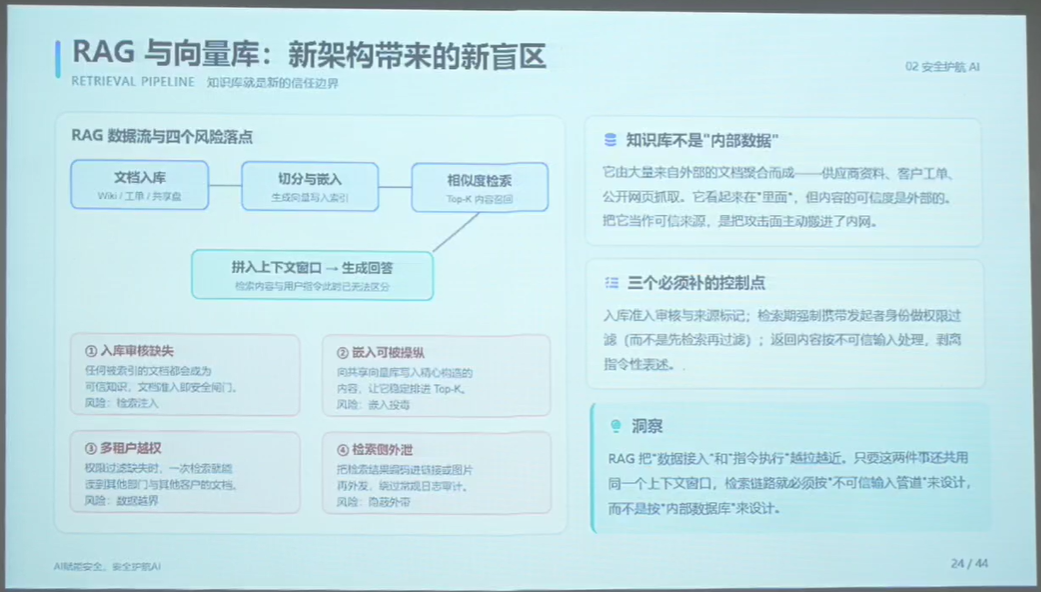 RAG 与向量库：新架构带来的新盲区
RETRIEVAL PIPELINE 知识库就是新的信任边界
02 安全护航 AI
RAG 数据流与四个风险落点
文档入库
Wiki / 工单 / 共享盘
切分与嵌入
生成向量写入索引
相似度检索
Top-K 内容召回
拼入上下文窗口 → 生成回答
检索内容与用户指令此时已无法区分
① 入库审核缺失
任何被索引的文档都会成为
可信知识，文档准入即安全闸门。
风险：检索注入
② 嵌入可被操纵
向共享向量库写入精心构造的
内容，让它稳定排进 Top-K。
风险：嵌入投毒
③ 多租户越权
权限过滤缺失时，一次检索就能
读到其他部门与其他客户的文档。
风险：数据越界
④ 检索侧外泄
把检索结果编码进链接或图片
再外发，绕过常规日志审计。
风险：隐蔽外带
知识库不是"内部数据"
它由大量来自外部的文档聚合而成——供应商资料、客户工单、
公开网页抓取。它看起来在"里面"，但内容的可信度是外部的。
把它当作可信来源，是把攻击面主动搬进了内网。
三个必须补的控制点
入库准入审核与来源标记；检索期强制携带发起者身份做权限过
滤（而不是先检索再过滤）；返回内容按不可信输入处理，剥离
指令性表述。
洞察
RAG 把"数据接入"和"指令执行"越拉越近。只要这两件事还共用
同一个上下文窗口，检索链路就必须按"不可信输入管道"来设计，
而不是按"内部数据库"来设计。
AI赋能安全，安全护航AI
24 / 44